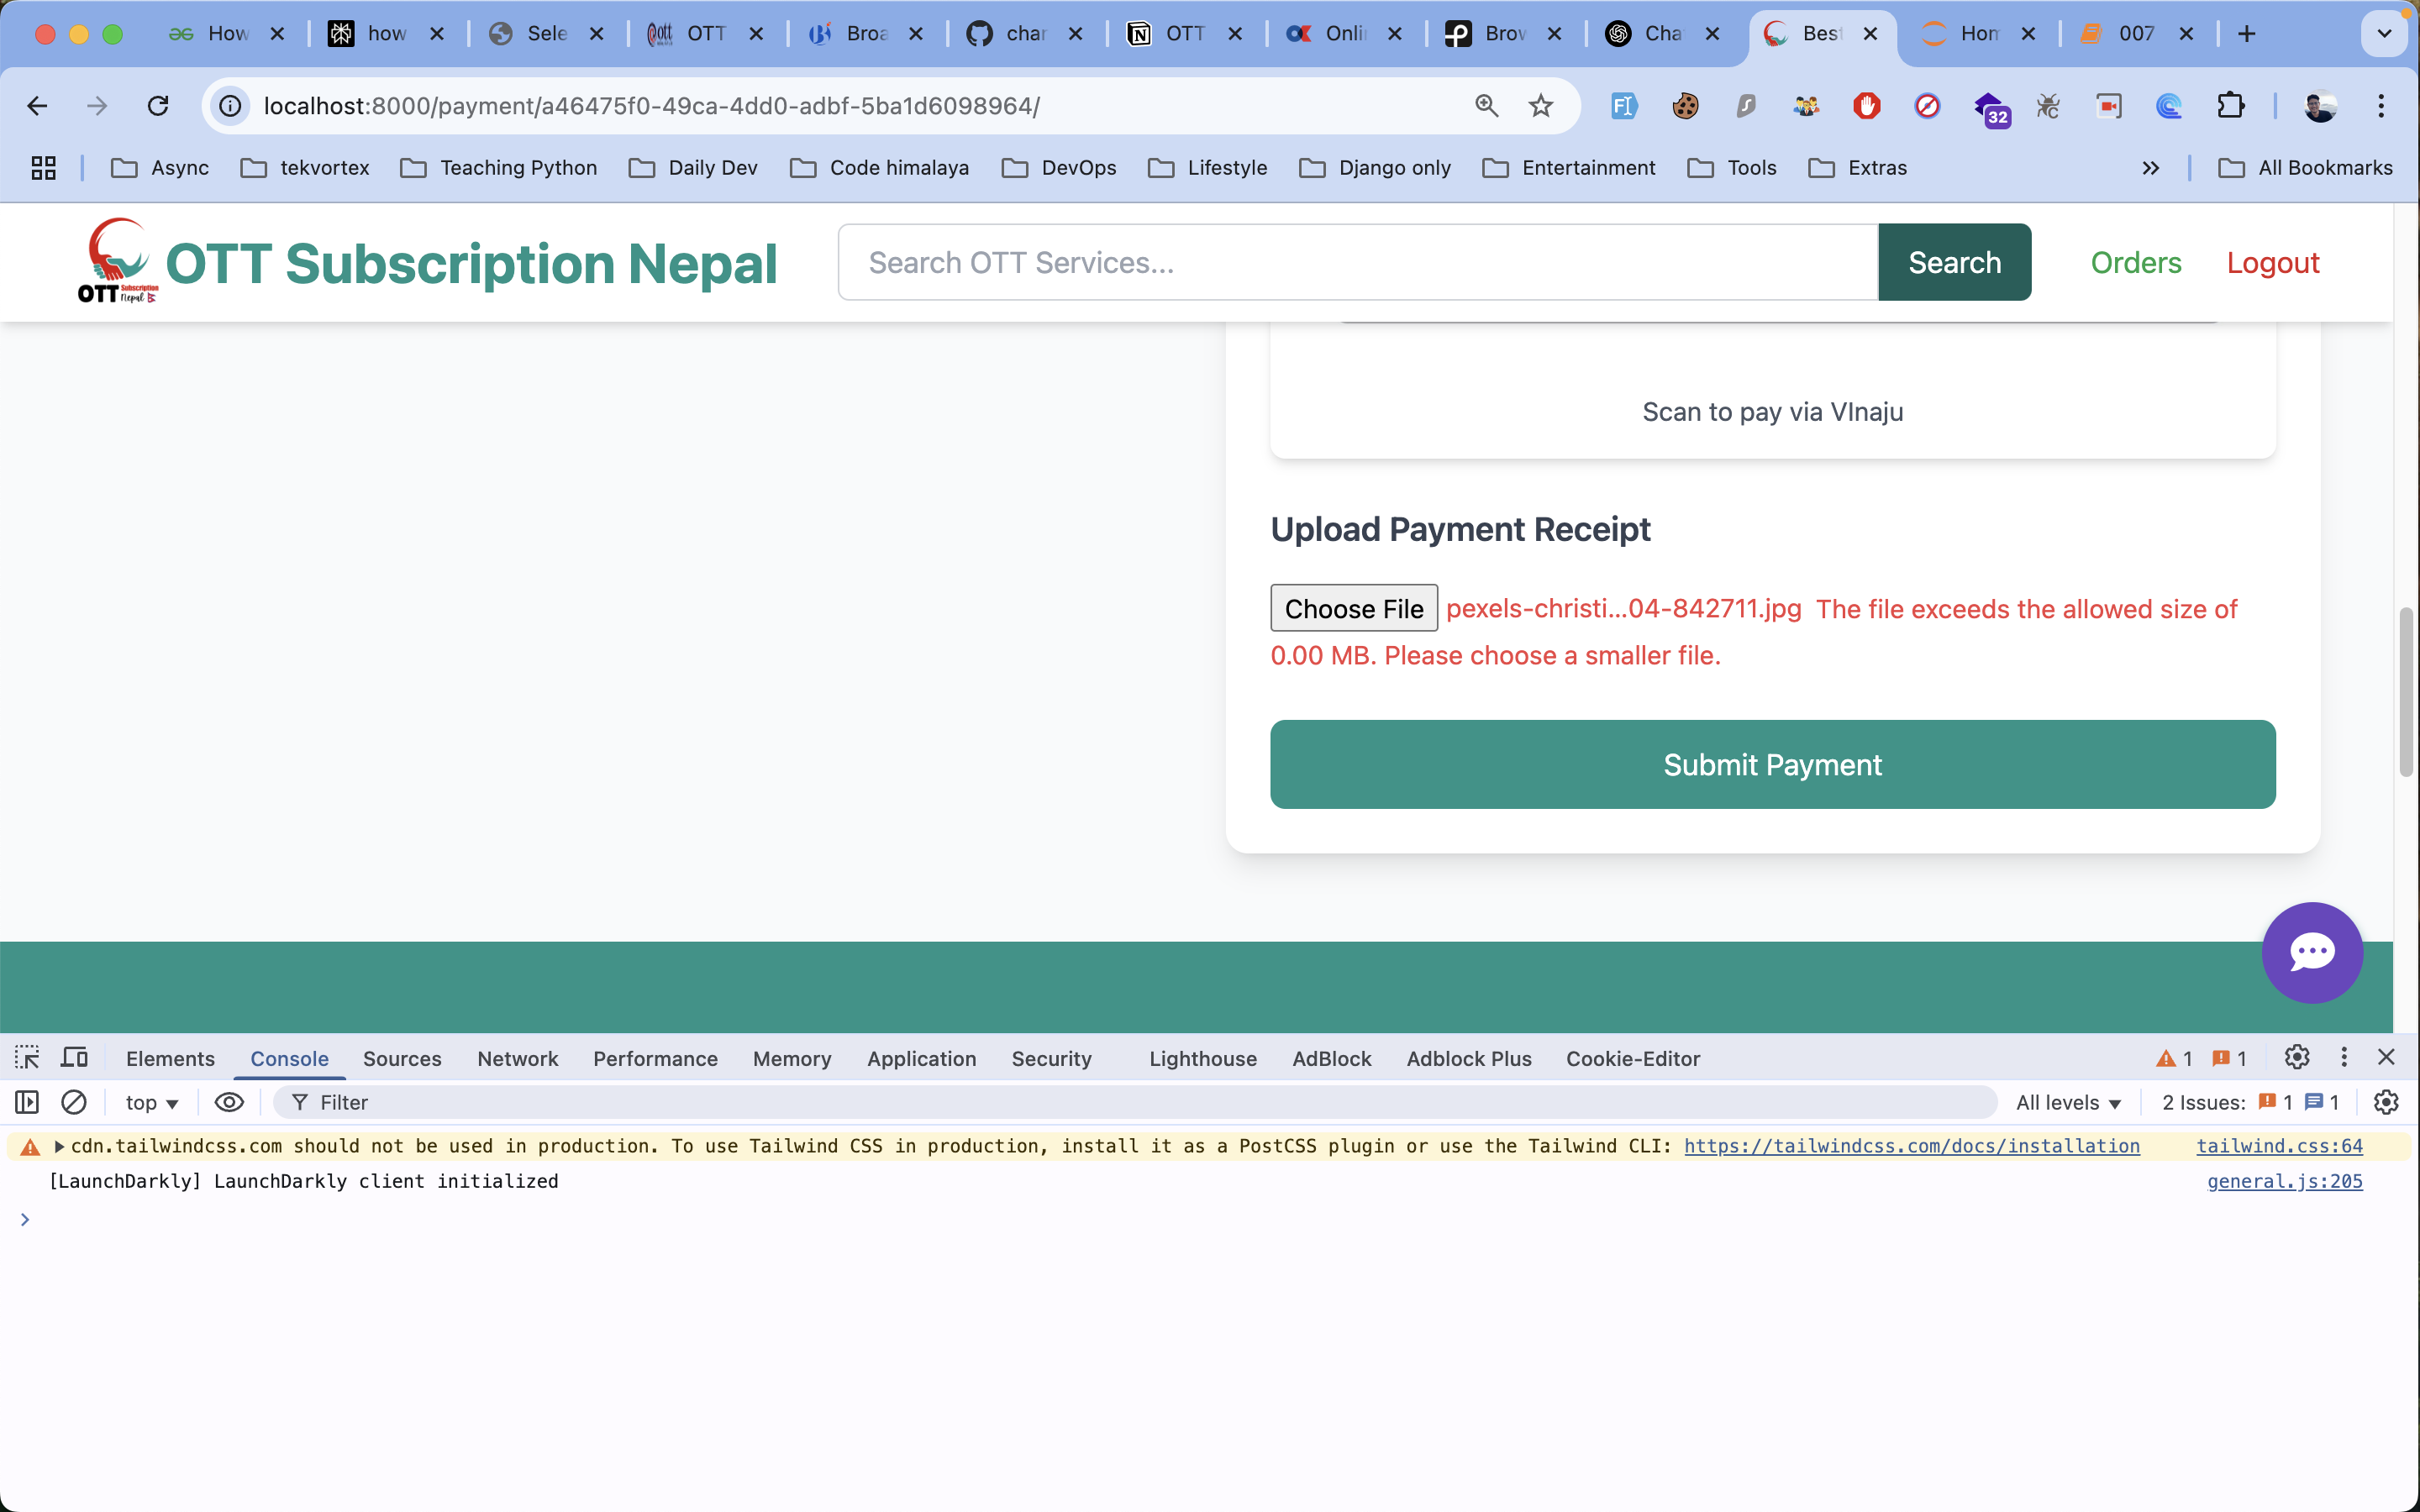 How
how
Sele
OTT
Broa
char
OTT
Onli
Brow
Cha
Best
Hom
007
localhost:8000/payment/a46475f0-49ca-4dd0-adbf-5ba1d6098964/
32
Async
tekvortex
Teaching Python
Daily Dev
Code himalaya
DevOps
Lifestyle
Django only
Entertainment
Tools
Extras
All Bookmarks
OTT Subscription Nepal
OTT Subscription Nepal
Search OTT Services...
Search
Orders
Logout
Scan to pay via VInaju
Upload Payment Receipt
Choose File pexels-christi...04-842711.jpg The file exceeds the allowed size of
0.00 MB. Please choose a smaller file.
Submit Payment
Elements Console Sources Network Performance Memory Application Security Lighthouse AdBlock Adblock Plus Cookie-Editor 1 1
top Filter All levels 2 Issues: 1 1
cdn.tailwindcss.com should not be used in production. To use Tailwind CSS in production, install it as a PostCSS plugin or use the Tailwind CLI: https://tailwindcss.com/docs/installation tailwind.css:64
[LaunchDarkly] LaunchDarkly client initialized general.js:205